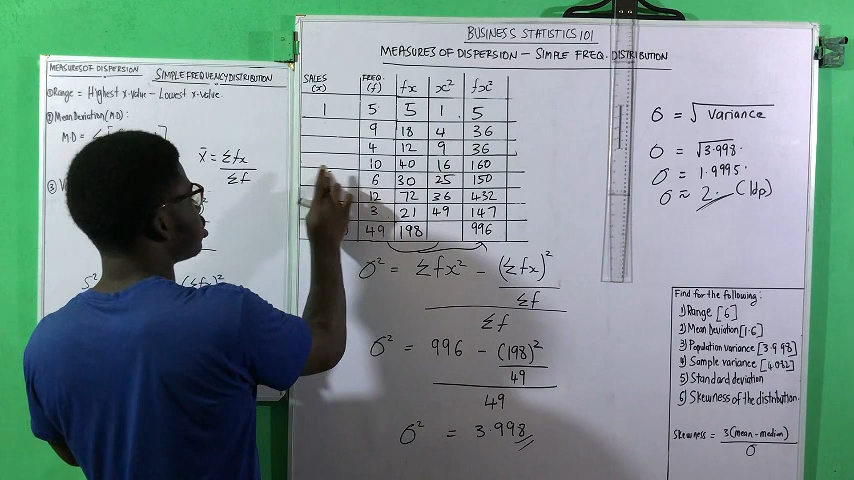 MEASURES OF DISPERSION
SIMPLE FREQUENCY DISTRIBUTION
① Range = Highest x-value - Lowest x-value
② Mean Deviation (M.D):
M.D =
x̄ = Σfx
Σf
③
S²
(Σfx)²
BUSINESS STATISTICS 101
MEASURES OF DISPERSION - SIMPLE FREQ. DISTRIBUTION
SALES (x) FREQ. (f) fx x² fx²
1 5 5 1 5
9 18 4 36
4 12 9 36
10 40 16 160
6 30 25 150
12 72 36 432
3 21 49 147
49 198 996
σ² = Σfx² - (Σfx)²
Σf
Σf
σ² = 996 - (198)²
49
49
σ² = 3.998
σ = √Variance
σ = √3.998
σ = 1.9995
σ ≈ 2. (1dp)
Find for the following:
1) Range [6]
2) Mean Deviation [1.6]
3) Population variance [3.998]
4) Sample variance [4.082]
5) Standard deviation
6) Skewness of the distribution.
Skewness = 3(mean - median)
σ